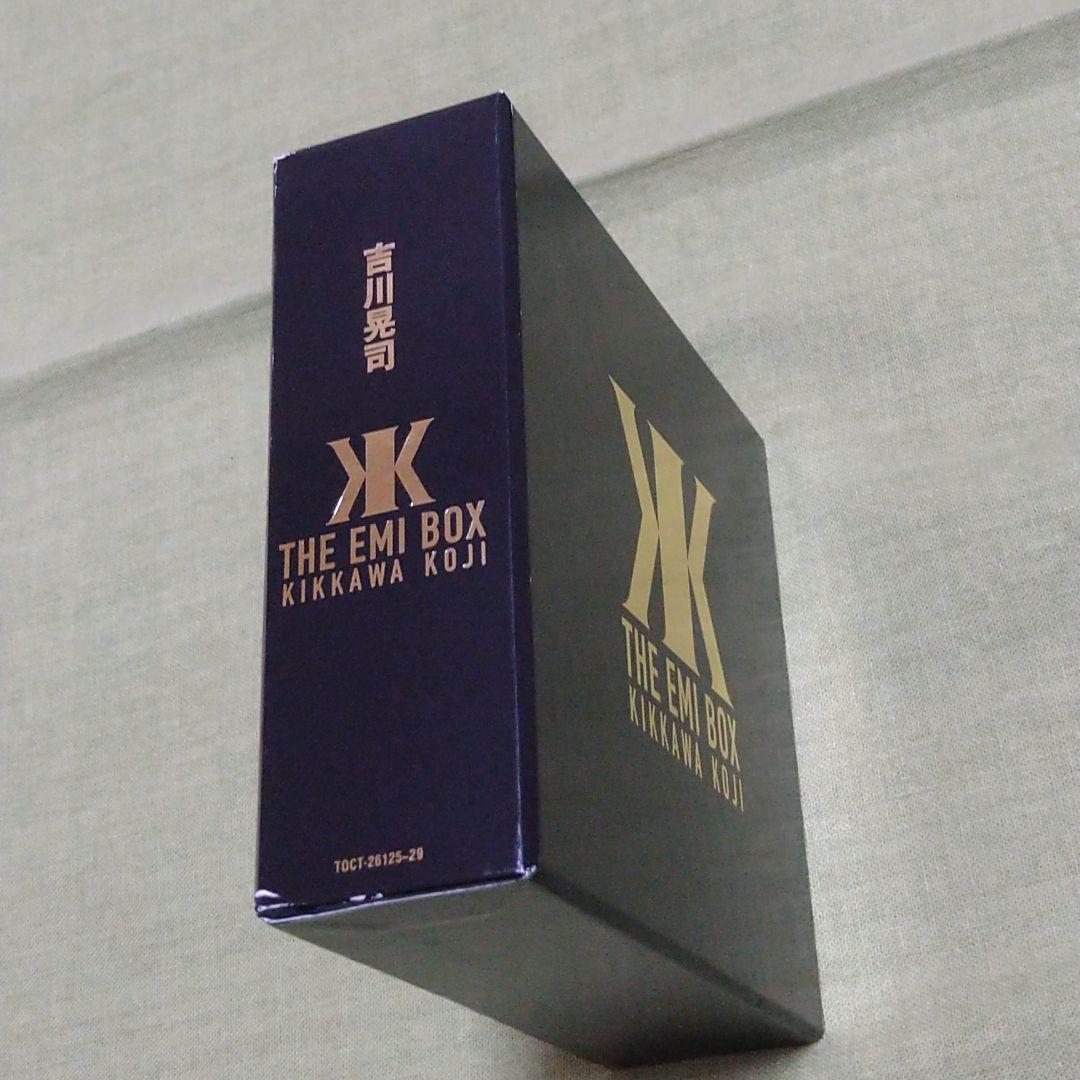 吉川晃司
KK
THE EMI BOX
KIKKAWA KOJI
TOCT-26125-29
KK
THE EMI BOX
KIKKAWA KOJI